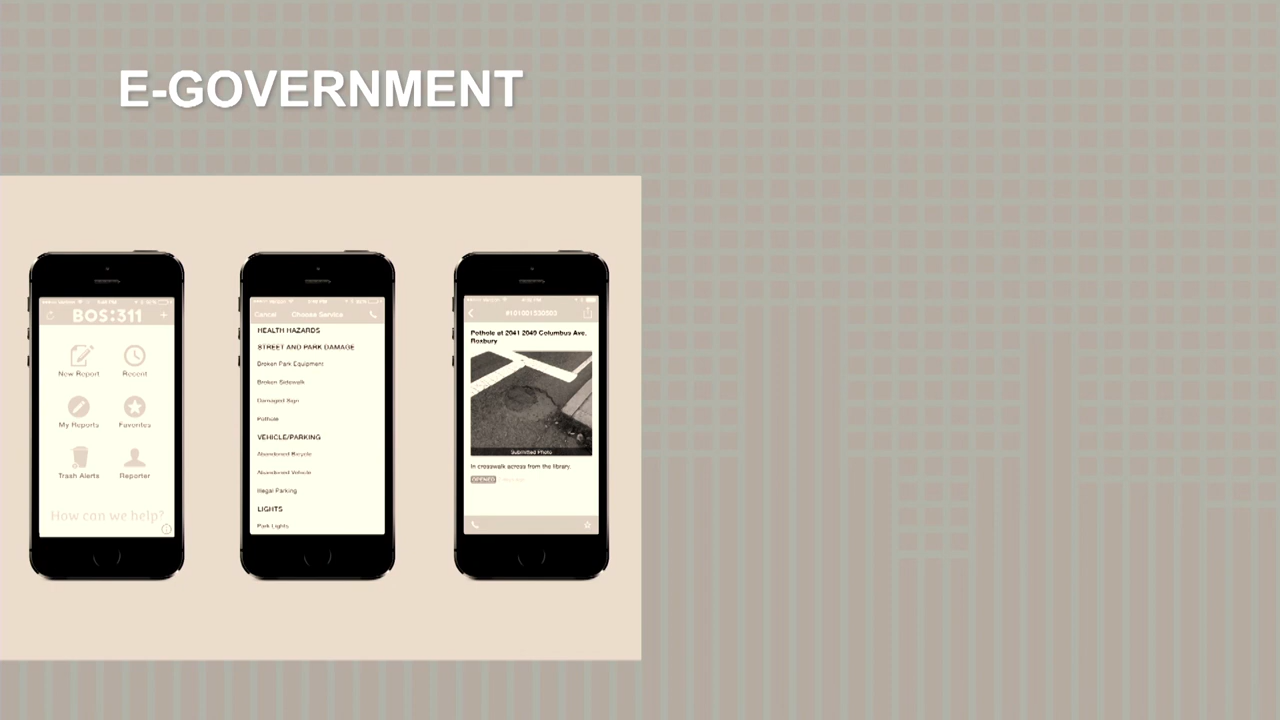 E-GOVERNMENT
BOS:311
New Report
Recent
My Reports
Favorites
Trash Alerts
Reporter
How can we help?
Cancel Choose Service
HEALTH HAZARDS
STREET AND PARK DAMAGE
Broken Park Equipment
Broken Sidewalk
Damaged Sign
Pothole
VEHICLE/PARKING
Abandoned Bicycle
Abandoned Vehicle
Illegal Parking
LIGHTS
Park Lights
#101001530503
Pothole at 2041-2049 Columbus Ave,
Roxbury
Submitted Photo
In crosswalk across from the library.
OPENED